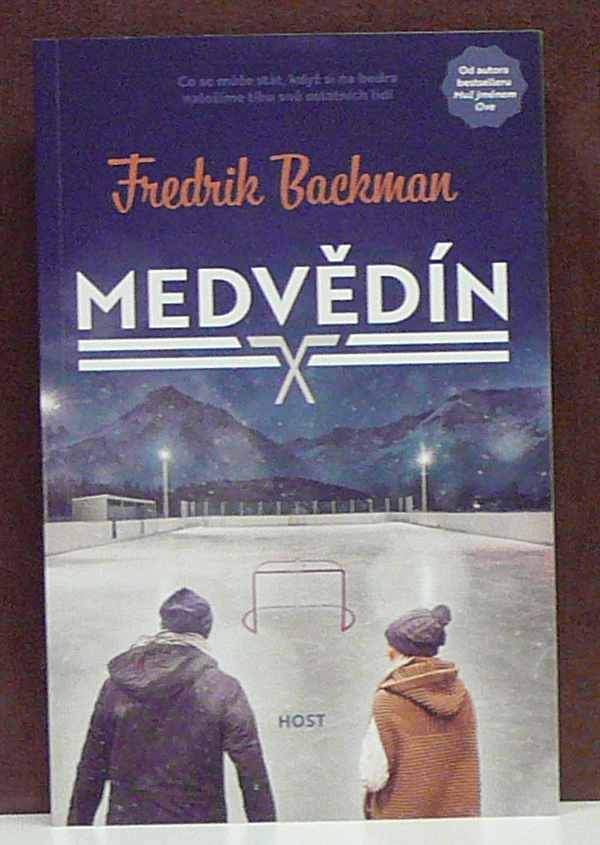 Co se může stát, když si na bedra
naložíme tíhu snů ostatních lidí
Od autora
bestselleru
Muž jménem
Ove
Fredrik Backman
MEDVĚDÍN
HOST